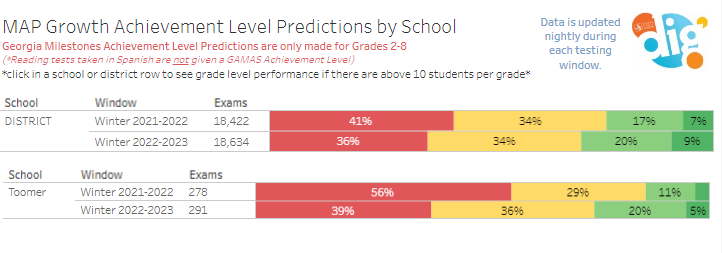 MAP Growth Achievement Level Predictions by School
Georgia Milestones Achievement Level Predictions are only made for Grades 2-8
(*Reading tests taken in Spanish are not given a GAMAS Achievement Level)
*click in a school or district row to see grade level performance if there are above 10 students per grade*
Data is updated
nightly during
each testing
window.
dig
School Window Exams
DISTRICT Winter 2021-2022 18,422 41% 34% 17% 7%
Winter 2022-2023 18,634 36% 34% 20% 9%
School Window Exams
Toomer Winter 2021-2022 278 56% 29% 11%
Winter 2022-2023 291 39% 36% 20% 5%